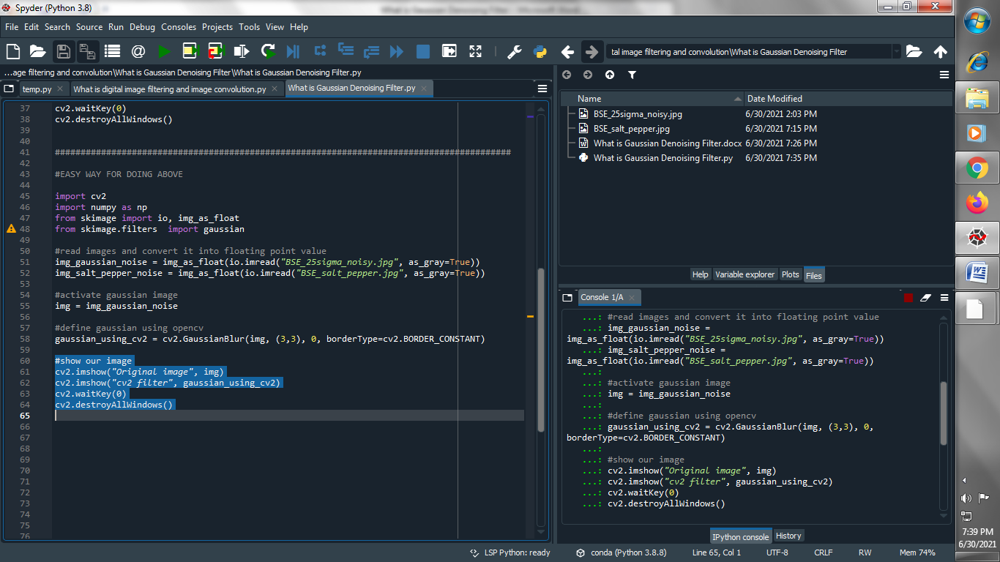 Spyder (Python 3.8)
File Edit Search Source Run Debug Consoles Projects Tools View Help
tal image filtering and convolution\What is Gaussian Denoising Filter
...age filtering and convolution\What is Gaussian Denoising Filter\What is Gaussian Denoising Filter.py
temp.py
What is digital image filtering and image convolution.py
What is Gaussian Denoising Filter.py
37 cv2.waitKey(0)
38 cv2.destroyAllWindows()
39
40
41 #########################################################################################
42
43 #EASY WAY FOR DOING ABOVE
44
45 import cv2
46 import numpy as np
47 from skimage import io, img_as_float
48 from skimage.filters  import gaussian
49
50 #read images and convert it into floating point value
51 img_gaussian_noise = img_as_float(io.imread("BSE_25sigma_noisy.jpg", as_gray=True))
52 img_salt_pepper_noise = img_as_float(io.imread("BSE_salt_pepper.jpg", as_gray=True))
53
54 #activate gaussian image
55 img = img_gaussian_noise
56
57 #define gaussian using opencv
58 gaussian_using_cv2 = cv2.GaussianBlur(img, (3,3), 0, borderType=cv2.BORDER_CONSTANT)
59
60 #show our image
61 cv2.imshow("Original image", img)
62 cv2.imshow("cv2 filter", gaussian_using_cv2)
63 cv2.waitKey(0)
64 cv2.destroyAllWindows()
65
66
67
68
69
70
71
72
73
74
75
76
Name Date Modified
BSE_25sigma_noisy.jpg 6/30/2021 2:03 PM
BSE_salt_pepper.jpg 6/30/2021 7:15 PM
What is Gaussian Denoising Filter.docx 6/30/2021 7:26 PM
What is Gaussian Denoising Filter.py 6/30/2021 7:35 PM
Help Variable explorer Plots Files
Console 1/A
...: #read images and convert it into floating point value
...: img_gaussian_noise =
img_as_float(io.imread("BSE_25sigma_noisy.jpg", as_gray=True))
...: img_salt_pepper_noise =
img_as_float(io.imread("BSE_salt_pepper.jpg", as_gray=True))
...:
...: #activate gaussian image
...: img = img_gaussian_noise
...:
...: #define gaussian using opencv
...: gaussian_using_cv2 = cv2.GaussianBlur(img, (3,3), 0,
borderType=cv2.BORDER_CONSTANT)
...:
...: #show our image
...: cv2.imshow("Original image", img)
...: cv2.imshow("cv2 filter", gaussian_using_cv2)
...: cv2.waitKey(0)
...: cv2.destroyAllWindows()
IPython console History
LSP Python: ready conda (Python 3.8.8) Line 65, Col 1 UTF-8 CRLF RW Mem 74%
7:39 PM
6/30/2021